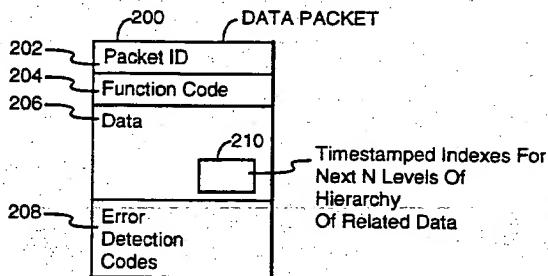 200
DATA PACKET
202
Packet ID
204
Function Code
206
Data
210
Timestamped Indexes For
Next N Levels Of
Hierarchy
Of Related Data
208
Error
Detection
Codes